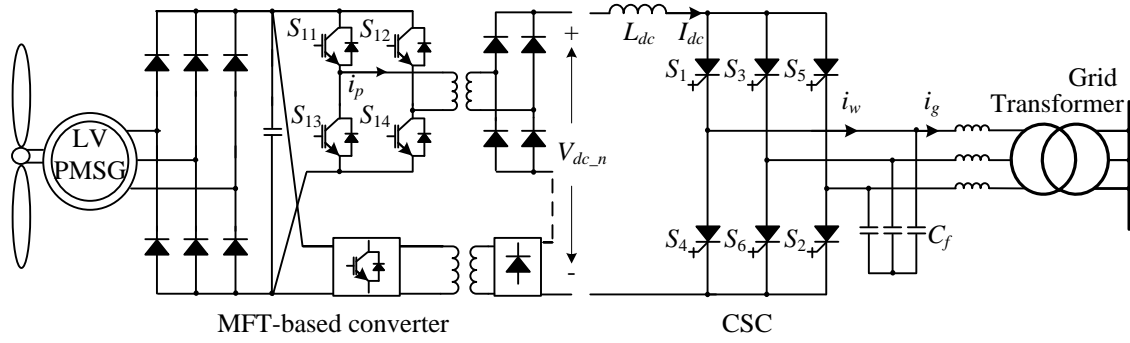 LV
PMSG
S11
S12
ip
S13
S14
+
Vdc_n
-
Ldc
Idc
S1
S3
S5
iw
ig
Grid
Transformer
S4
S6
S2
Cf
MFT-based converter
CSC